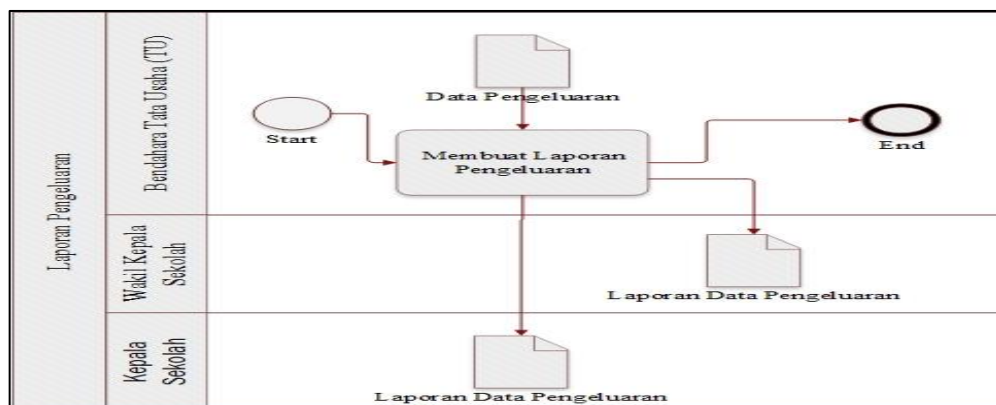 Laporan Pengeluaran
Bendahara Tata Usaha (TU)
Data Pengeluaran
Start
Membuat Laporan
Pengeluaran
End
Wakil Kepala
Sekolah
Laporan Data Pengeluaran
Kepala
Sekolah
Laporan Data Pengeluaran